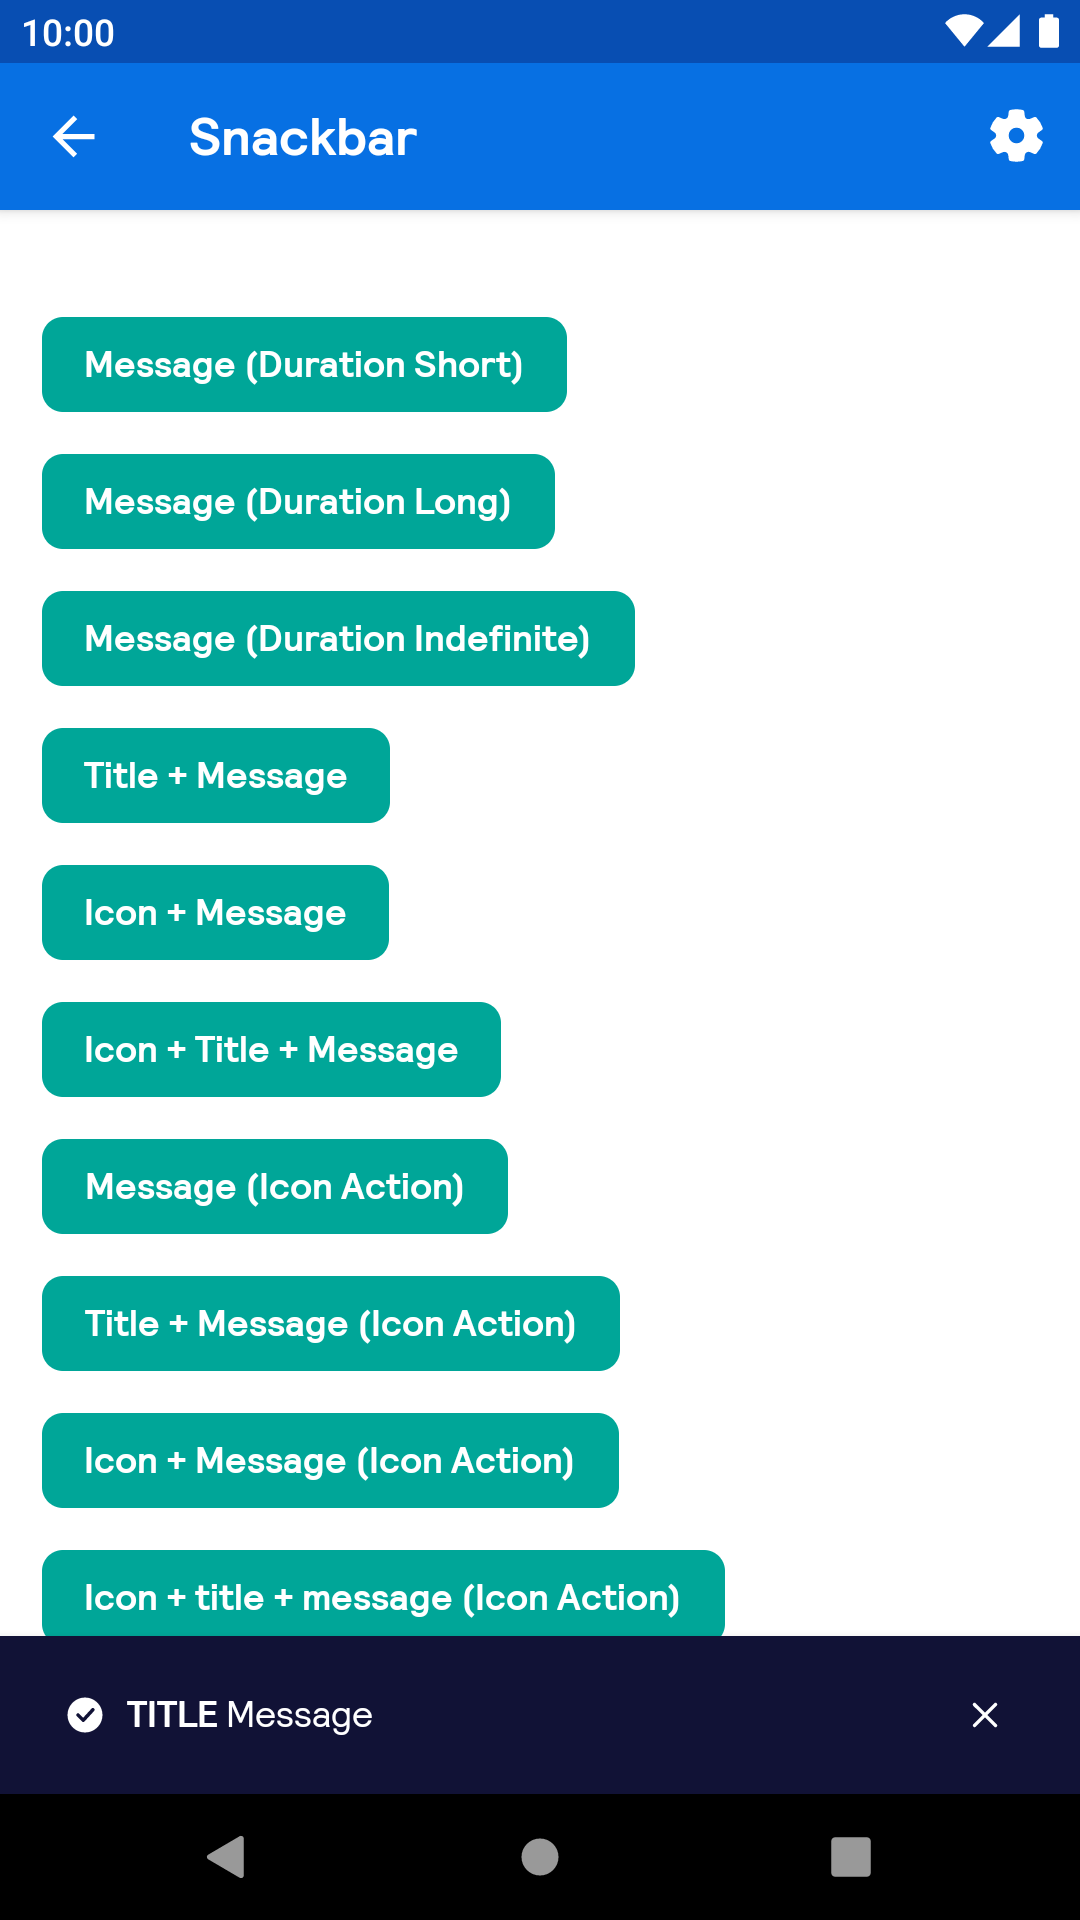 10:00
Snackbar
Message (Duration Short)
Message (Duration Long)
Message (Duration Indefinite)
Title + Message
Icon + Message
Icon + Title + Message
Message (Icon Action)
Title + Message (Icon Action)
Icon + Message (Icon Action)
Icon + title + message (Icon Action)
TITLE Message